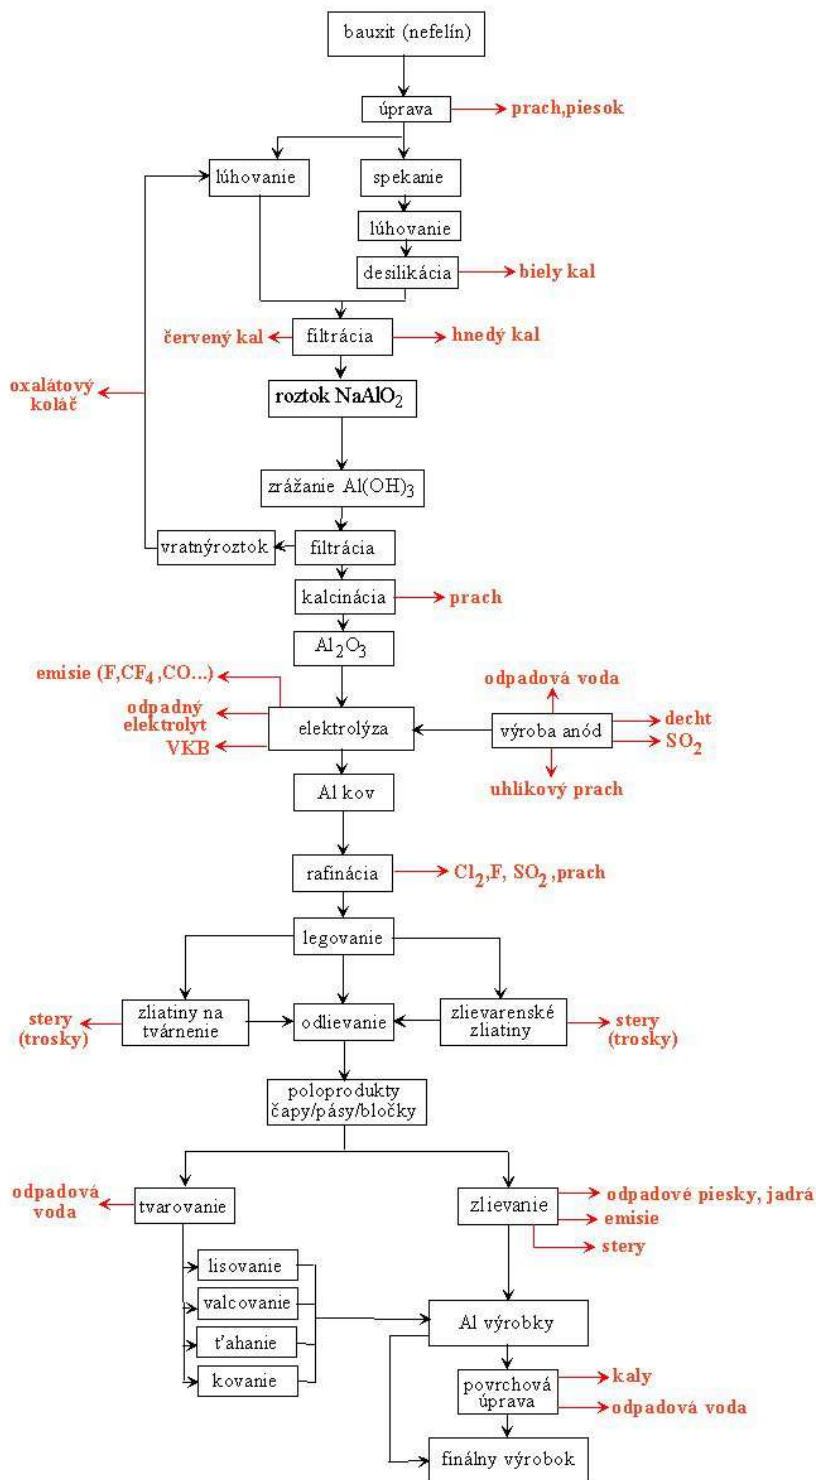 bauxit (nefelín)
úprava
prach,piesok
lúhovanie
spekanie
lúhovanie
desilikácia
biely kal
červený kal
filtrácia
hnedý kal
oxalátový
koláč
roztok NaAlO2
zrážanie Al(OH)3
vratnýroztok
filtrácia
kalcinácia
prach
Al2O3
emisie (F,CF4,CO...)
odpadný
elektrolyt
VKB
elektrolýza
odpadová voda
výroba anód
decht
SO2
uhlíkový prach
Al kov
rafinácia
Cl2,F, SO2,prach
legovanie
stery
(trosky)
zliatiny na
tvárnenie
odlievanie
zlievarenské
zliatiny
stery
(trosky)
poloprodukty
čapy/pásy/bločky
odpadová
voda
tvarovanie
zlievanie
odpadové piesky, jadrá
emisie
stery
lisovanie
valcovanie
ťahanie
kovanie
Al výrobky
povrchová
úprava
kaly
odpadová voda
finálny výrobok